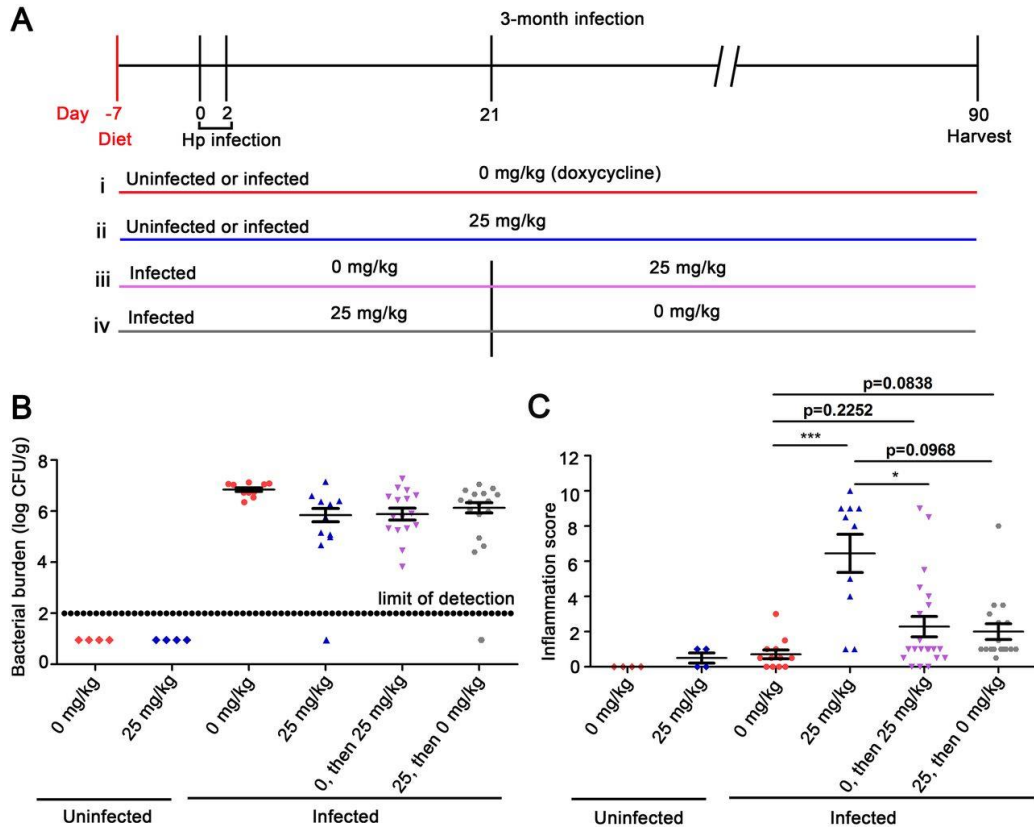 A
3-month infection
Day -7 0 2 21 90
Diet Hp infection Harvest
i Uninfected or infected 0 mg/kg (doxycycline)
ii Uninfected or infected 25 mg/kg
iii Infected 0 mg/kg 25 mg/kg
iv Infected 25 mg/kg 0 mg/kg
B
Bacterial burden (log CFU/g)
8
6
4
2
0
limit of detection
0 mg/kg
25 mg/kg
0 mg/kg
25 mg/kg
0, then 25 mg/kg
25, then 0 mg/kg
Uninfected Infected
C
p=0.0838
p=0.2252
***
p=0.0968
*
Inflammation score
12
10
8
6
4
2
0
0 mg/kg
25 mg/kg
0 mg/kg
25 mg/kg
0, then 25 mg/kg
25, then 0 mg/kg
Uninfected Infected